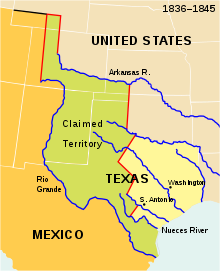 1836–1845
UNITED STATES
Arkansas R.
Claimed
Territory
Rio
Grande
TEXAS
Washington
S. Antonio
Nueces River
MEXICO